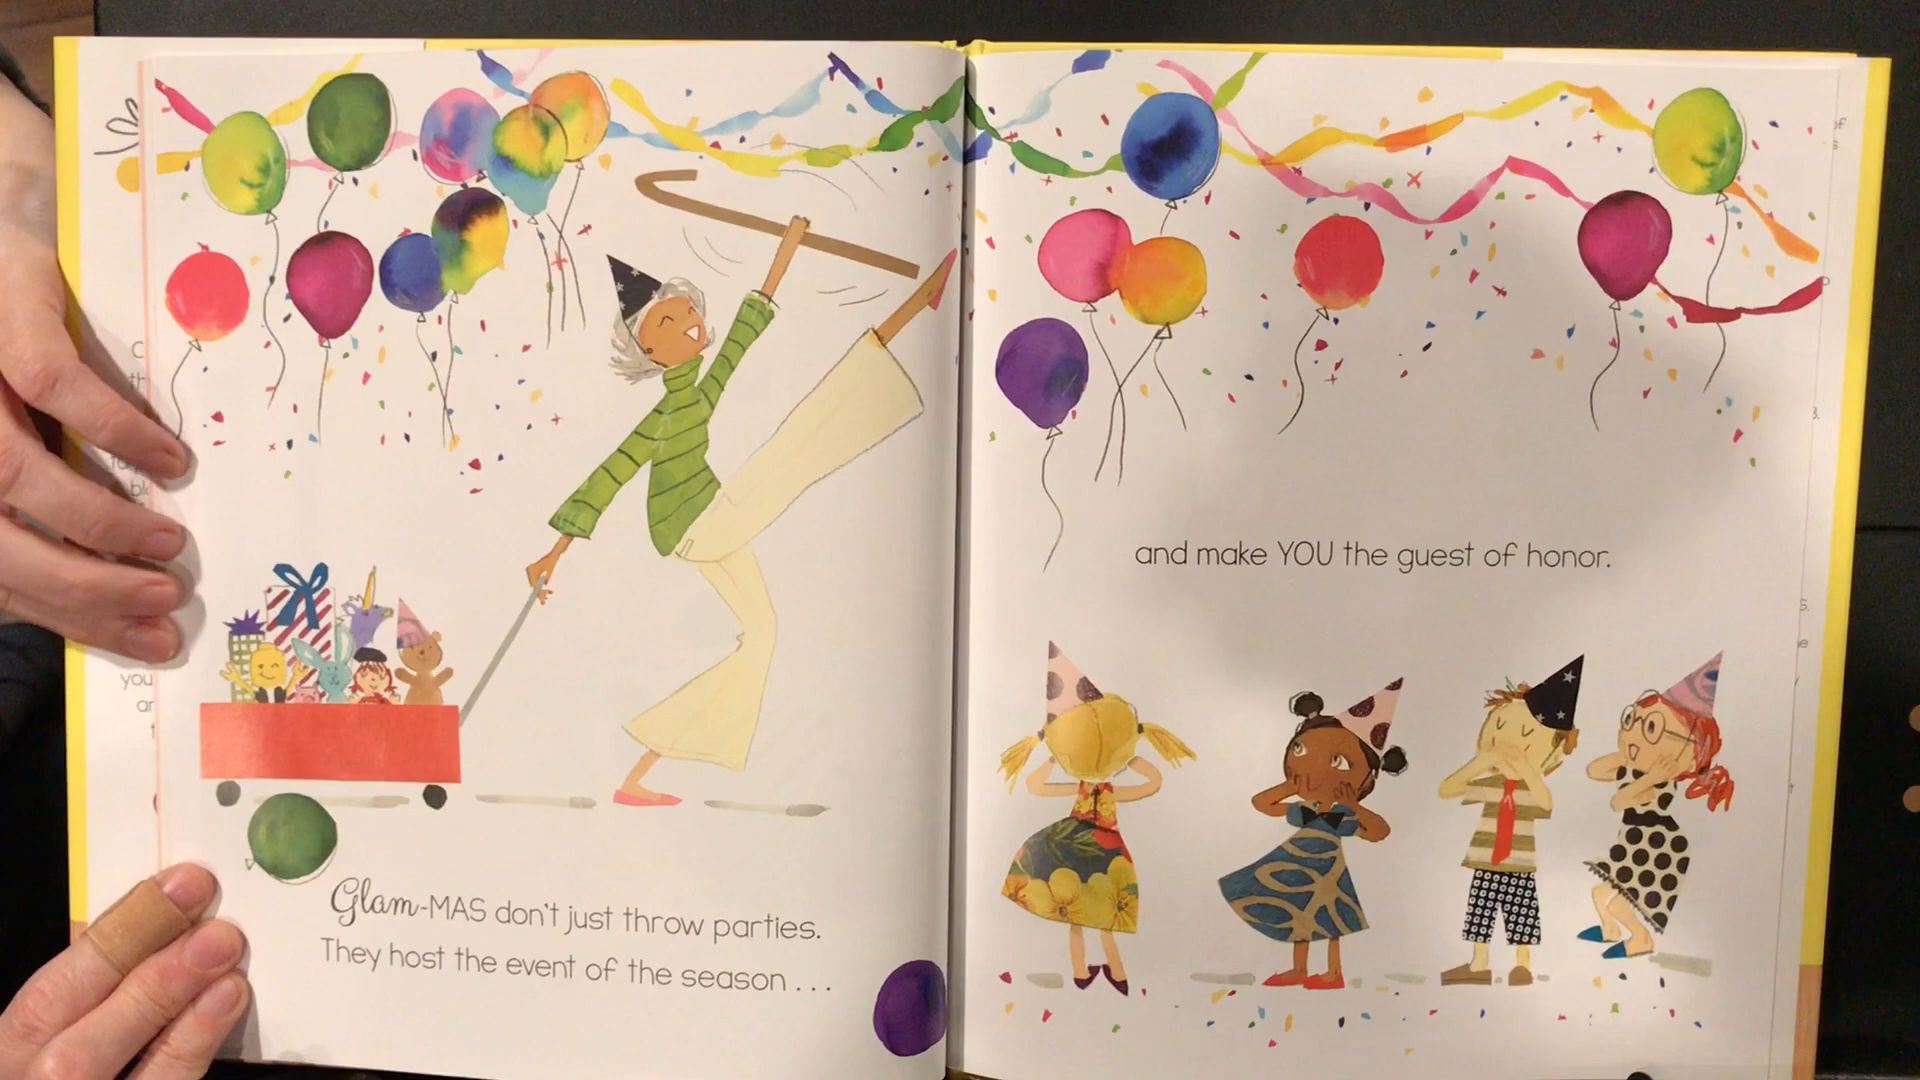 Glam-MAS don't just throw parties.
They host the event of the season . . .
and make YOU the guest of honor.